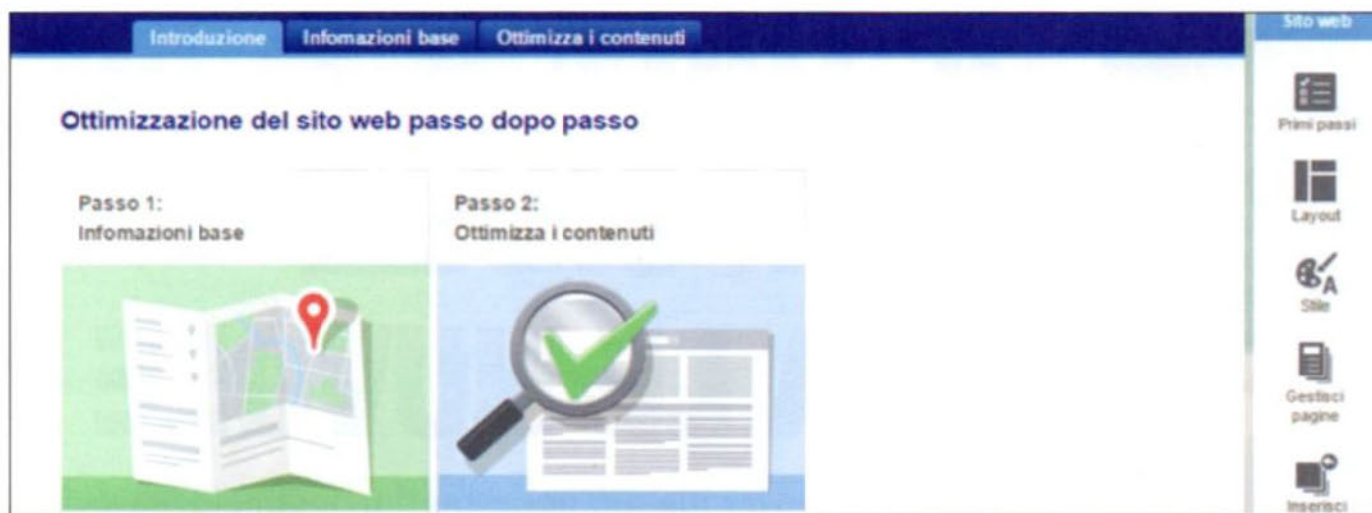 Introduzione Infomazioni base Ottimizza i contenuti
Sito web
Ottimizzazione del sito web passo dopo passo
Passo 1:
Infomazioni base
Passo 2:
Ottimizza i contenuti
Primi passi
Layout
Stile
A
Gestisci
pagine
Inserisci